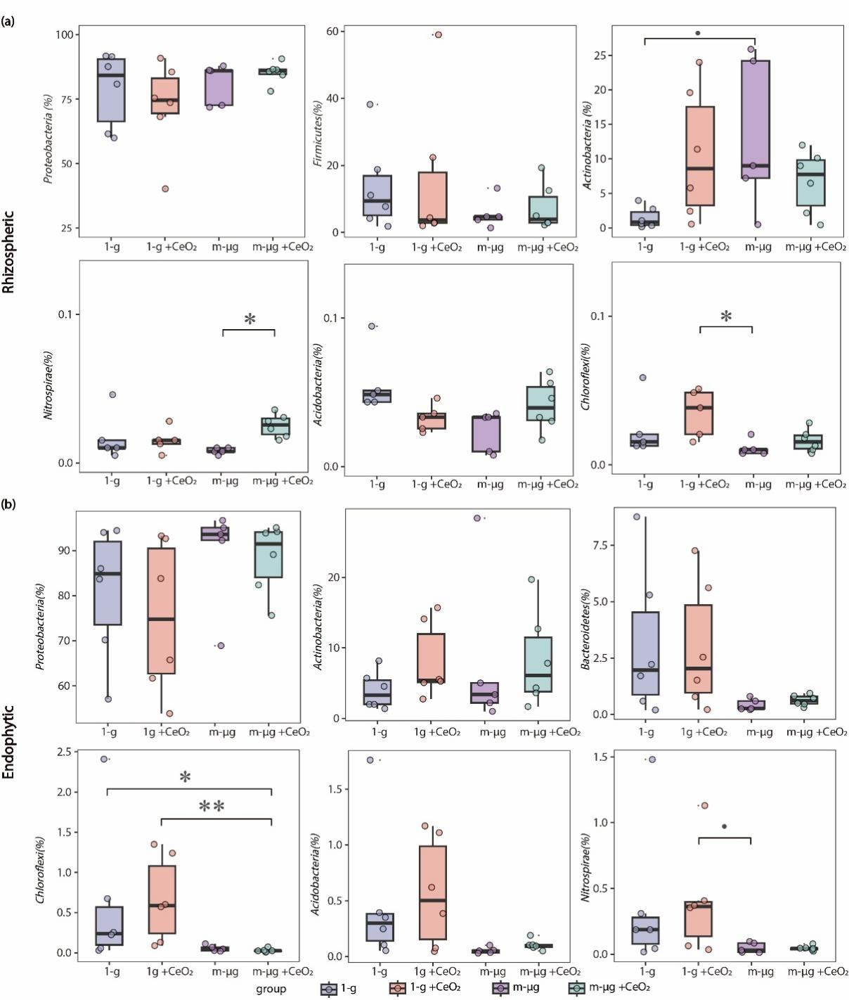 (a)
Rhizospheric
Proteobacteria (%)
100
75
50
25
1-g 1-g +CeO₂ m-µg m-µg +CeO₂
Firmicutes(%)
60
40
20
0
1-g 1-g +CeO₂ m-µg m-µg +CeO₂
Actinobacteria (%)
25
20
15
10
5
0
•
1-g 1-g +CeO₂ m-µg m-µg +CeO₂
Nitrospirae(%)
0.1
0.0
*
1-g 1-g +CeO₂ m-µg m-µg +CeO₂
Acidobacteria(%)
0.1
0.0
1-g 1-g +CeO₂ m-µg m-µg +CeO₂
Chloroflexi(%)
0.1
0.0
*
1-g 1-g +CeO₂ m-µg m-µg +CeO₂
(b)
Endophytic
Proteobacteria(%)
90
80
70
60
1-g 1g +CeO₂ m-µg m-µg +CeO₂
Actinobacteria(%)
20
10
0
1-g 1g +CeO₂ m-µg m-µg +CeO₂
Bacteroidetes(%)
7.5
5.0
2.5
0.0
1-g 1g +CeO₂ m-µg m-µg +CeO₂
Chloroflexi(%)
2.5
2.0
1.5
1.0
0.5
0.0
*
**
1-g 1g +CeO₂ m-µg m-µg +CeO₂
Acidobacteria(%)
1.5
1.0
0.5
0.0
1-g 1g +CeO₂ m-µg m-µg +CeO₂
Nitrospirae(%)
1.5
1.0
0.5
0.0
•
1-g 1-g +CeO₂ m-µg m-µg +CeO₂
group 1-g 1-g +CeO₂ m-µg m-µg +CeO₂